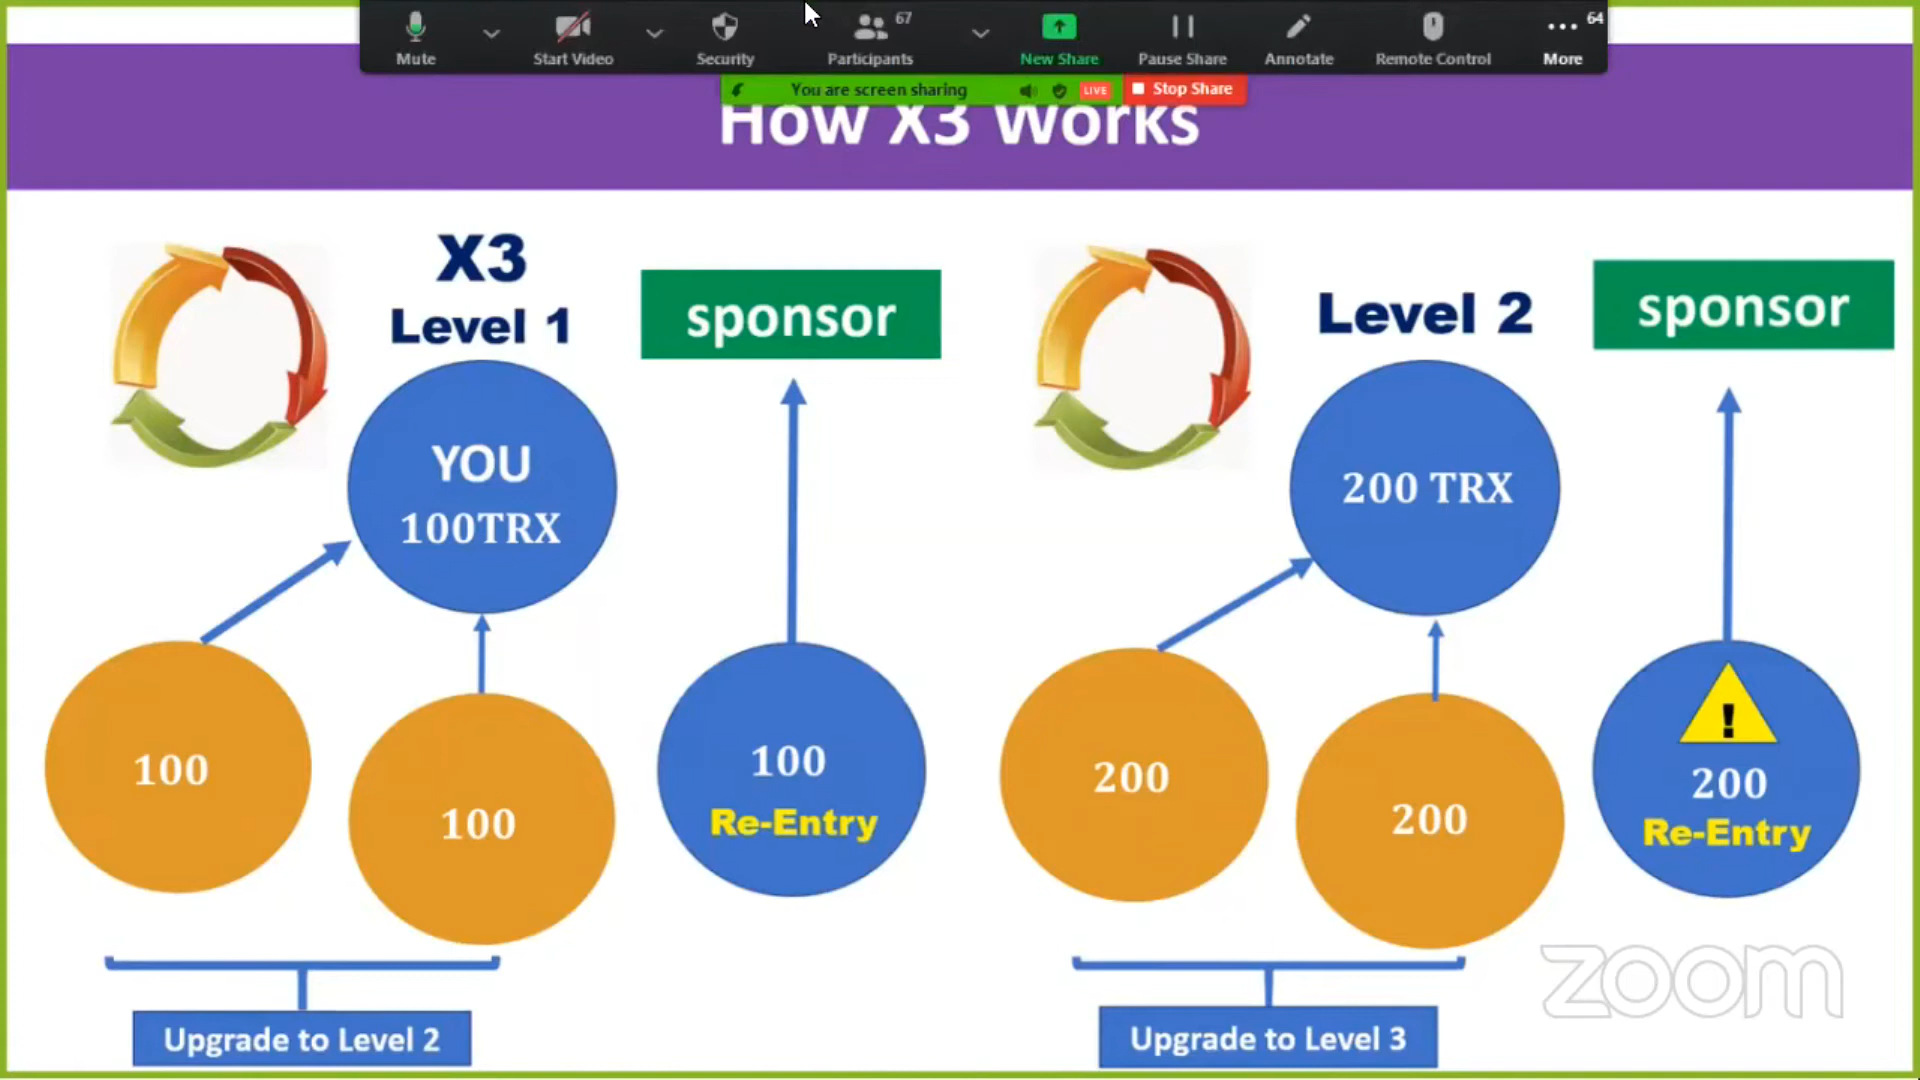 Mute
Start Video
Security
Participants
67
New Share
Pause Share
Annotate
Remote Control
More
64
You are screen sharing
LIVE
Stop Share
How X3 Works
X3
Level 1
sponsor
YOU
100TRX
100
100
100
Re-Entry
Upgrade to Level 2
Level 2
sponsor
200 TRX
200
200
!
200
Re-Entry
Upgrade to Level 3
zoom